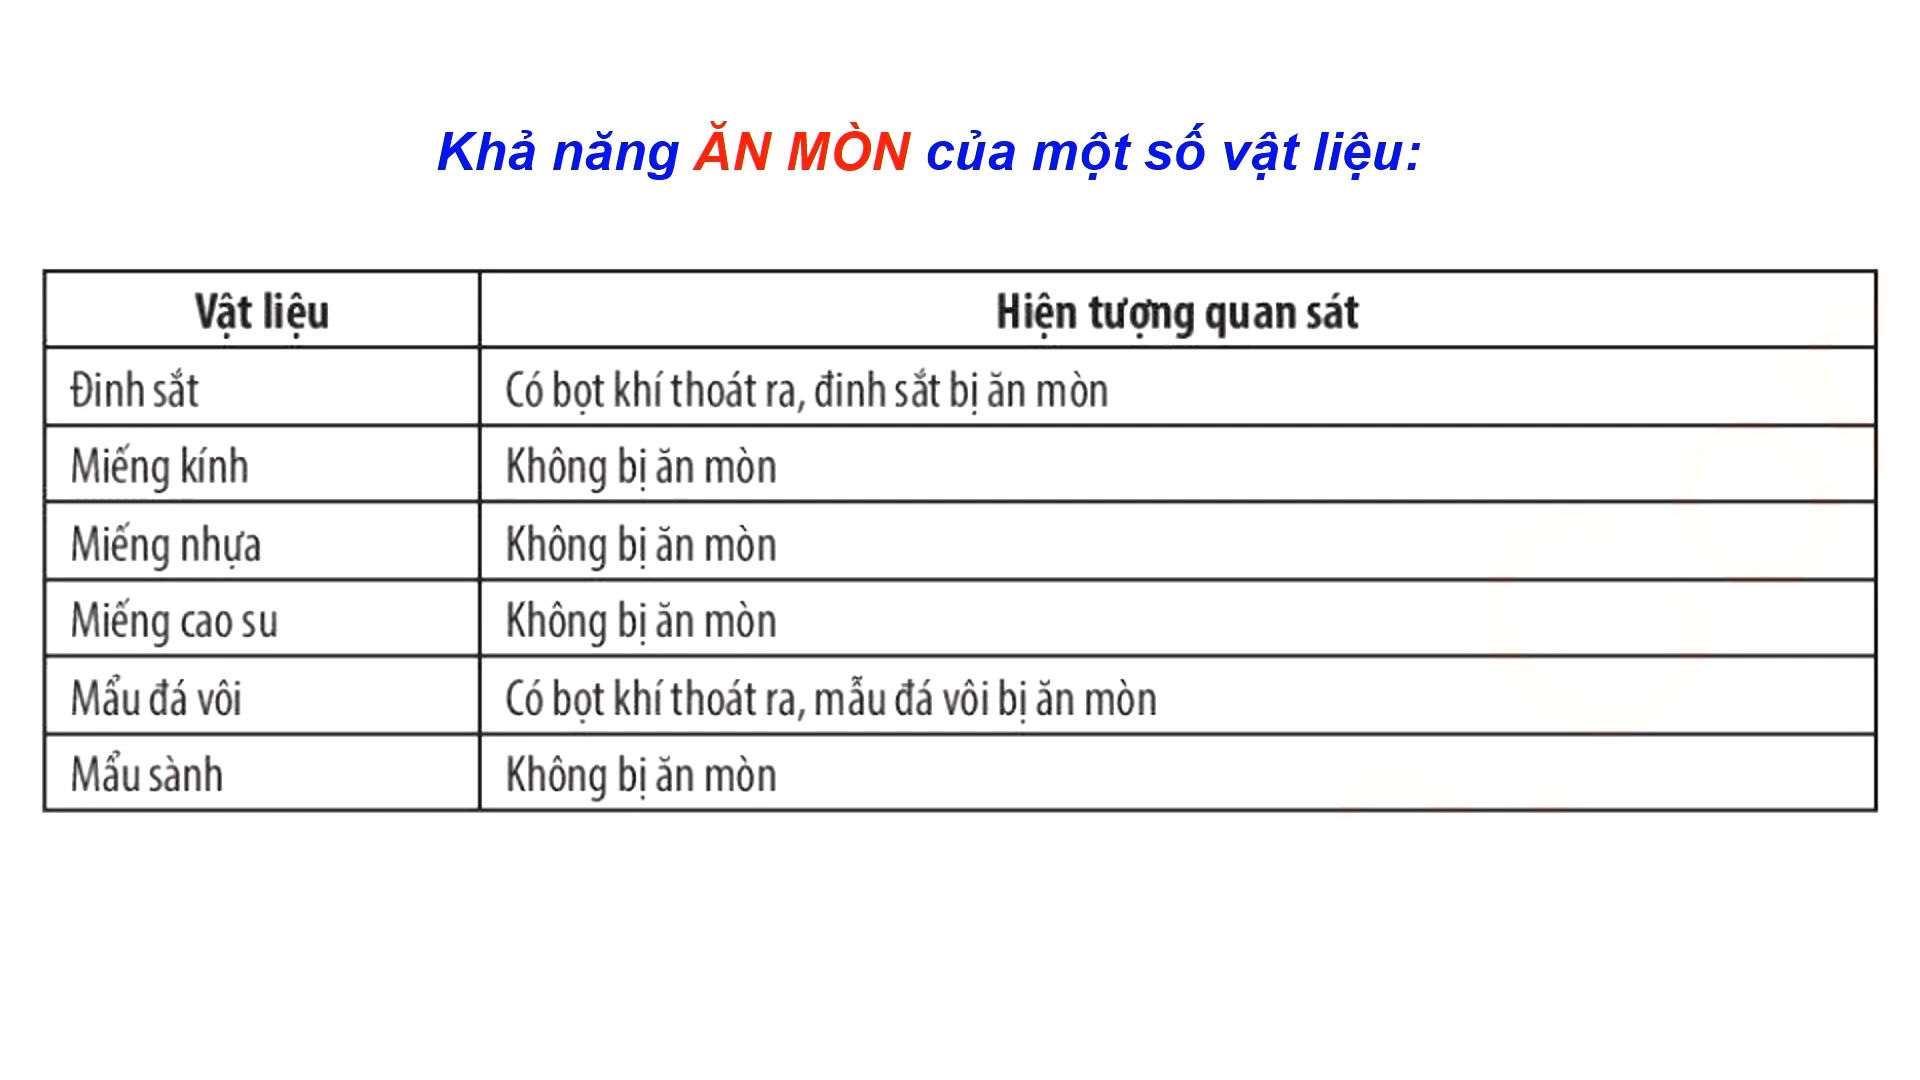 Khả năng ĂN MÒN của một số vật liệu:
Vật liệu Hiện tượng quan sát
Đinh sắt Có bọt khí thoát ra, đinh sắt bị ăn mòn
Miếng kính Không bị ăn mòn
Miếng nhựa Không bị ăn mòn
Miếng cao su Không bị ăn mòn
Mẩu đá vôi Có bọt khí thoát ra, mẫu đá vôi bị ăn mòn
Mẩu sành Không bị ăn mòn